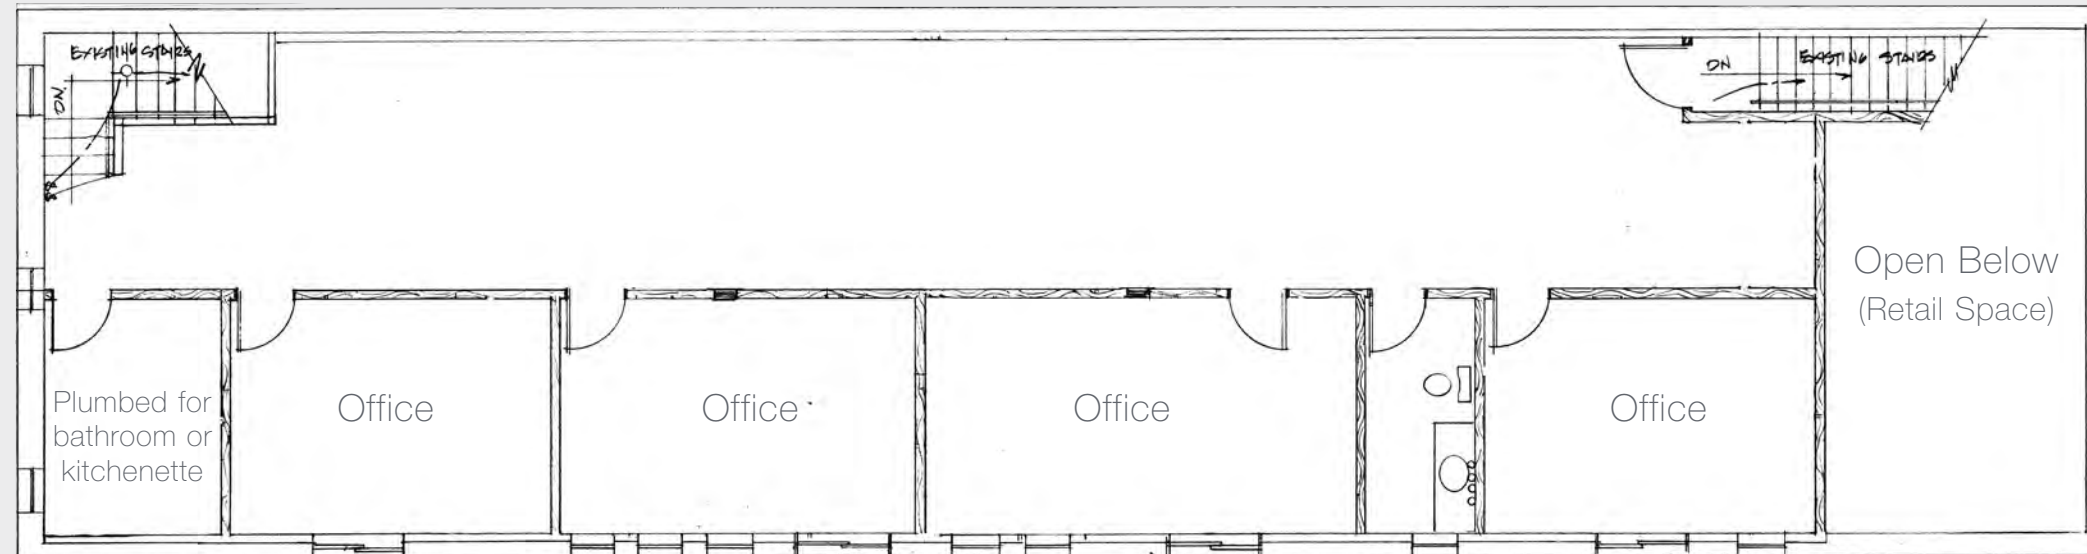 EXISTING STAIRS
DN.
DN
EXISTING STAIRS
Open Below
(Retail Space)
Plumbed for
bathroom or
kitchenette
Office
Office
Office
Office